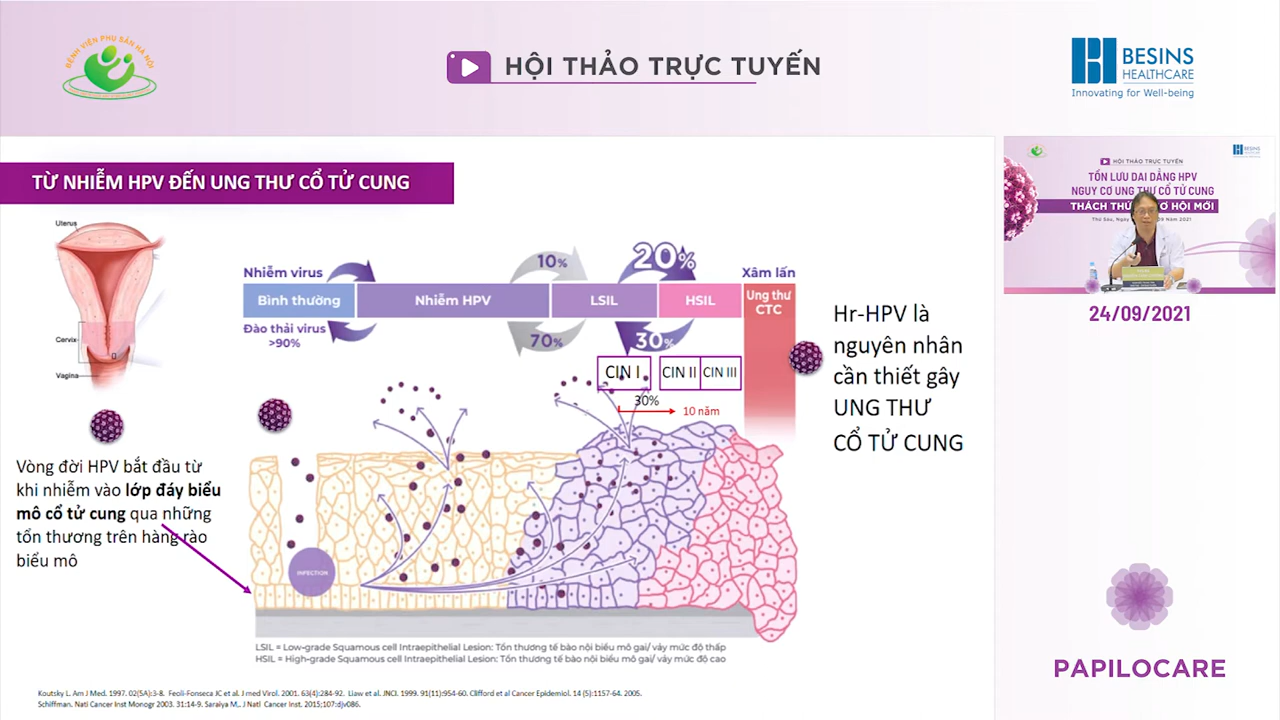 BỆNH VIỆN PHỤ SẢN HÀ NỘI
HỘI THẢO TRỰC TUYẾN
BESINS
HEALTHCARE
Innovating for Well-being
TỪ NHIỄM HPV ĐẾN UNG THƯ CỔ TỬ CUNG
Uterus
Cervix
Vagina
Vòng đời HPV bắt đầu từ
khi nhiễm vào lớp đáy biểu
mô cổ tử cung qua những
tổn thương trên hàng rào
biểu mô
Nhiễm virus
10%
20%
Xâm lấn
Bình thường
Nhiễm HPV
LSIL
HSIL
Ung thư
CTC
Đào thải virus
>90%
70%
30%
CIN I
CIN II
CIN III
30%
10 năm
INFECTION
LSIL = Low-grade Squamous cell Intraepithelial Lesion: Tổn thương tế bào nội biểu mô gai/ vảy mức độ thấp
HSIL = High-grade Squamous cell Intraepithelial Lesion: Tổn thương tế bào nội biểu mô gai/ vảy mức độ cao
Hr-HPV là
nguyên nhân
cần thiết gây
UNG THƯ
CỔ TỬ CUNG
Koutsky L. Am J Med. 1997. 02(5A):3-8. Feoli-Fonseca JC et al. J med Virol. 2001. 63(4):284-92. Liaw et al. JNCI. 1999. 91(11):954-60. Clifford et al Cancer Epidemiol. 14 (5):1157-64. 2005.
Schiffman. Natl Cancer Inst Monogr 2003. 31:14-9. Saraiya M,. J Natl Cancer Inst. 2015;107:djv086.
HỘI THẢO TRỰC TUYẾN
TỒN LƯU DAI DẲNG HPV
NGUY CƠ UNG THƯ CỔ TỬ CUNG
THÁCH THỨ Ơ HỘI MỚI
Thứ Sáu, Ngày 09 Năm 2021
24/09/2021
PAPILOCARE